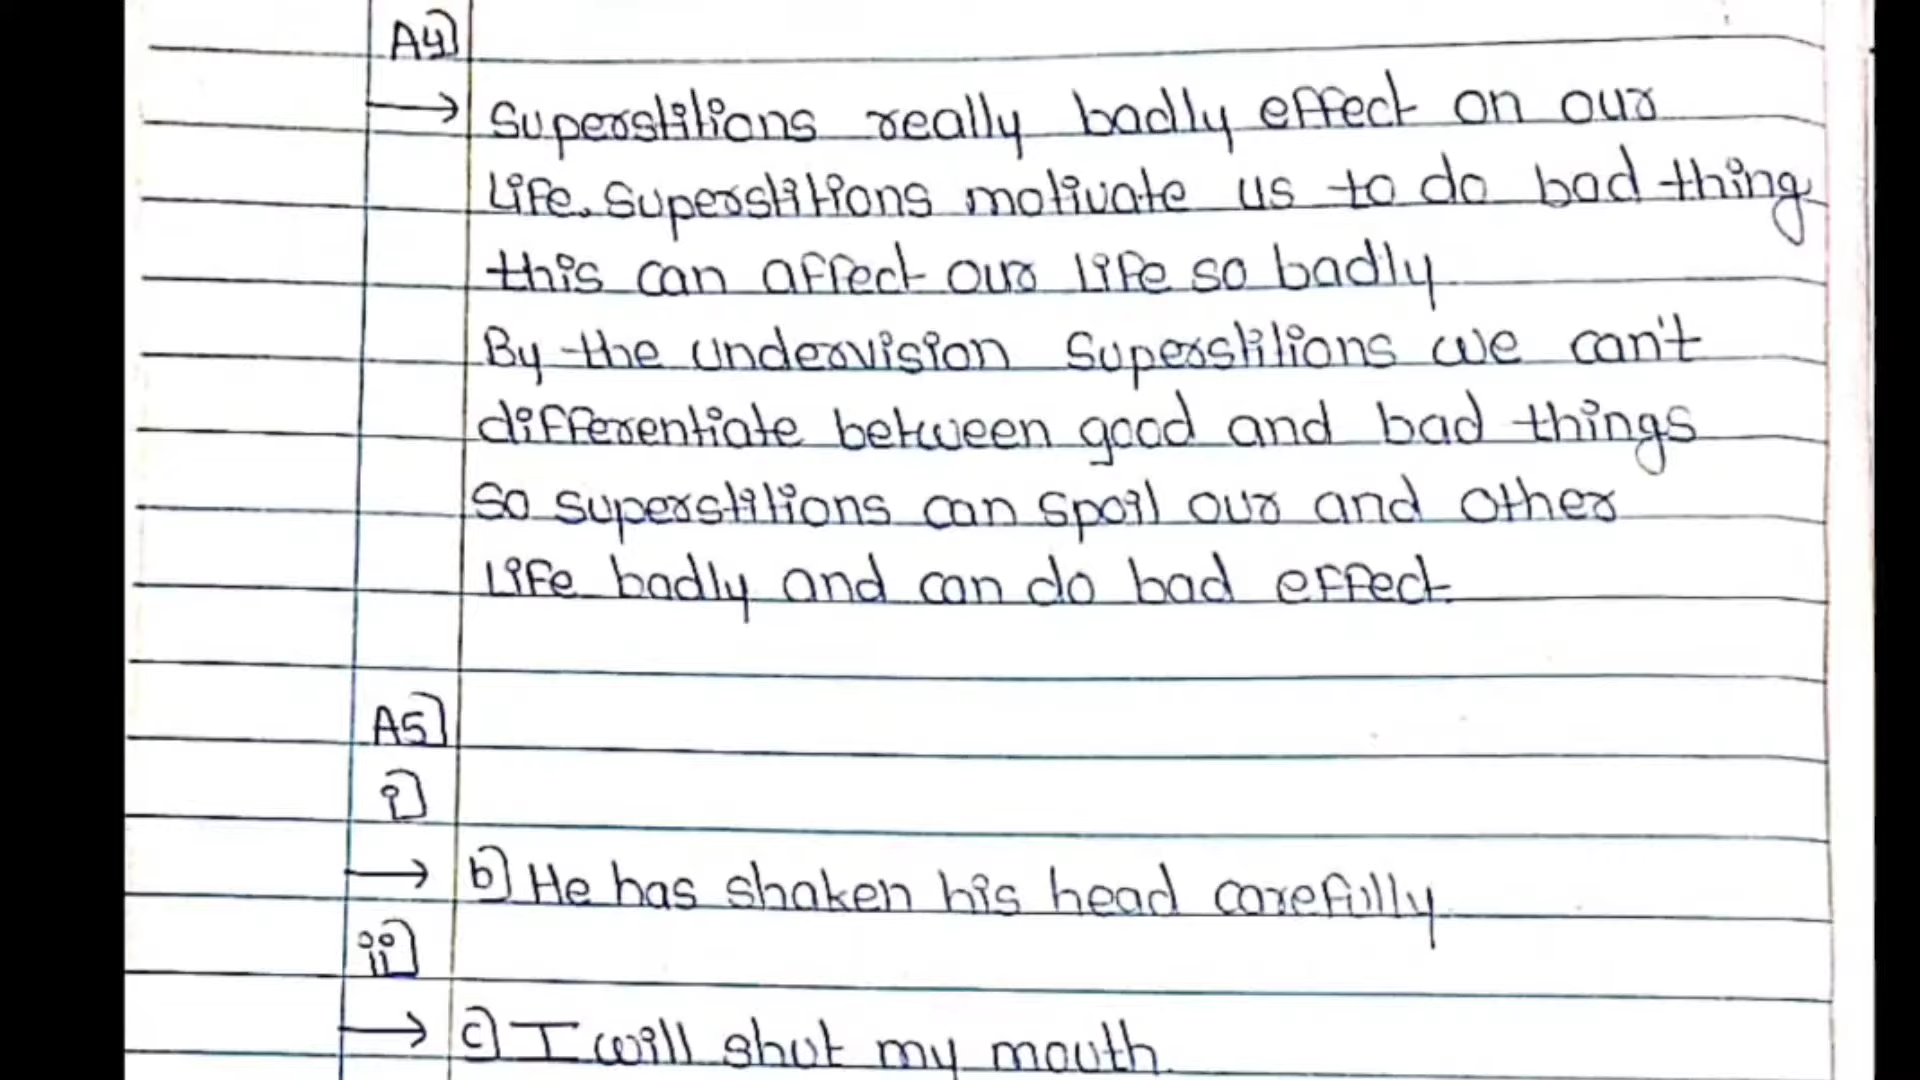 A4]
→ Superstitions really badly effect on our
life. Superstitions motivate us to do bad thing
this can affect our life so badly
By the undervision Superstitions we can't
differentiate between good and bad things
So superstitions can spoil our and other
life badly and can do bad effect.
A5]
i]
→ b] He has shaken his head carefully
ii]
→ c] I will shut my mouth.